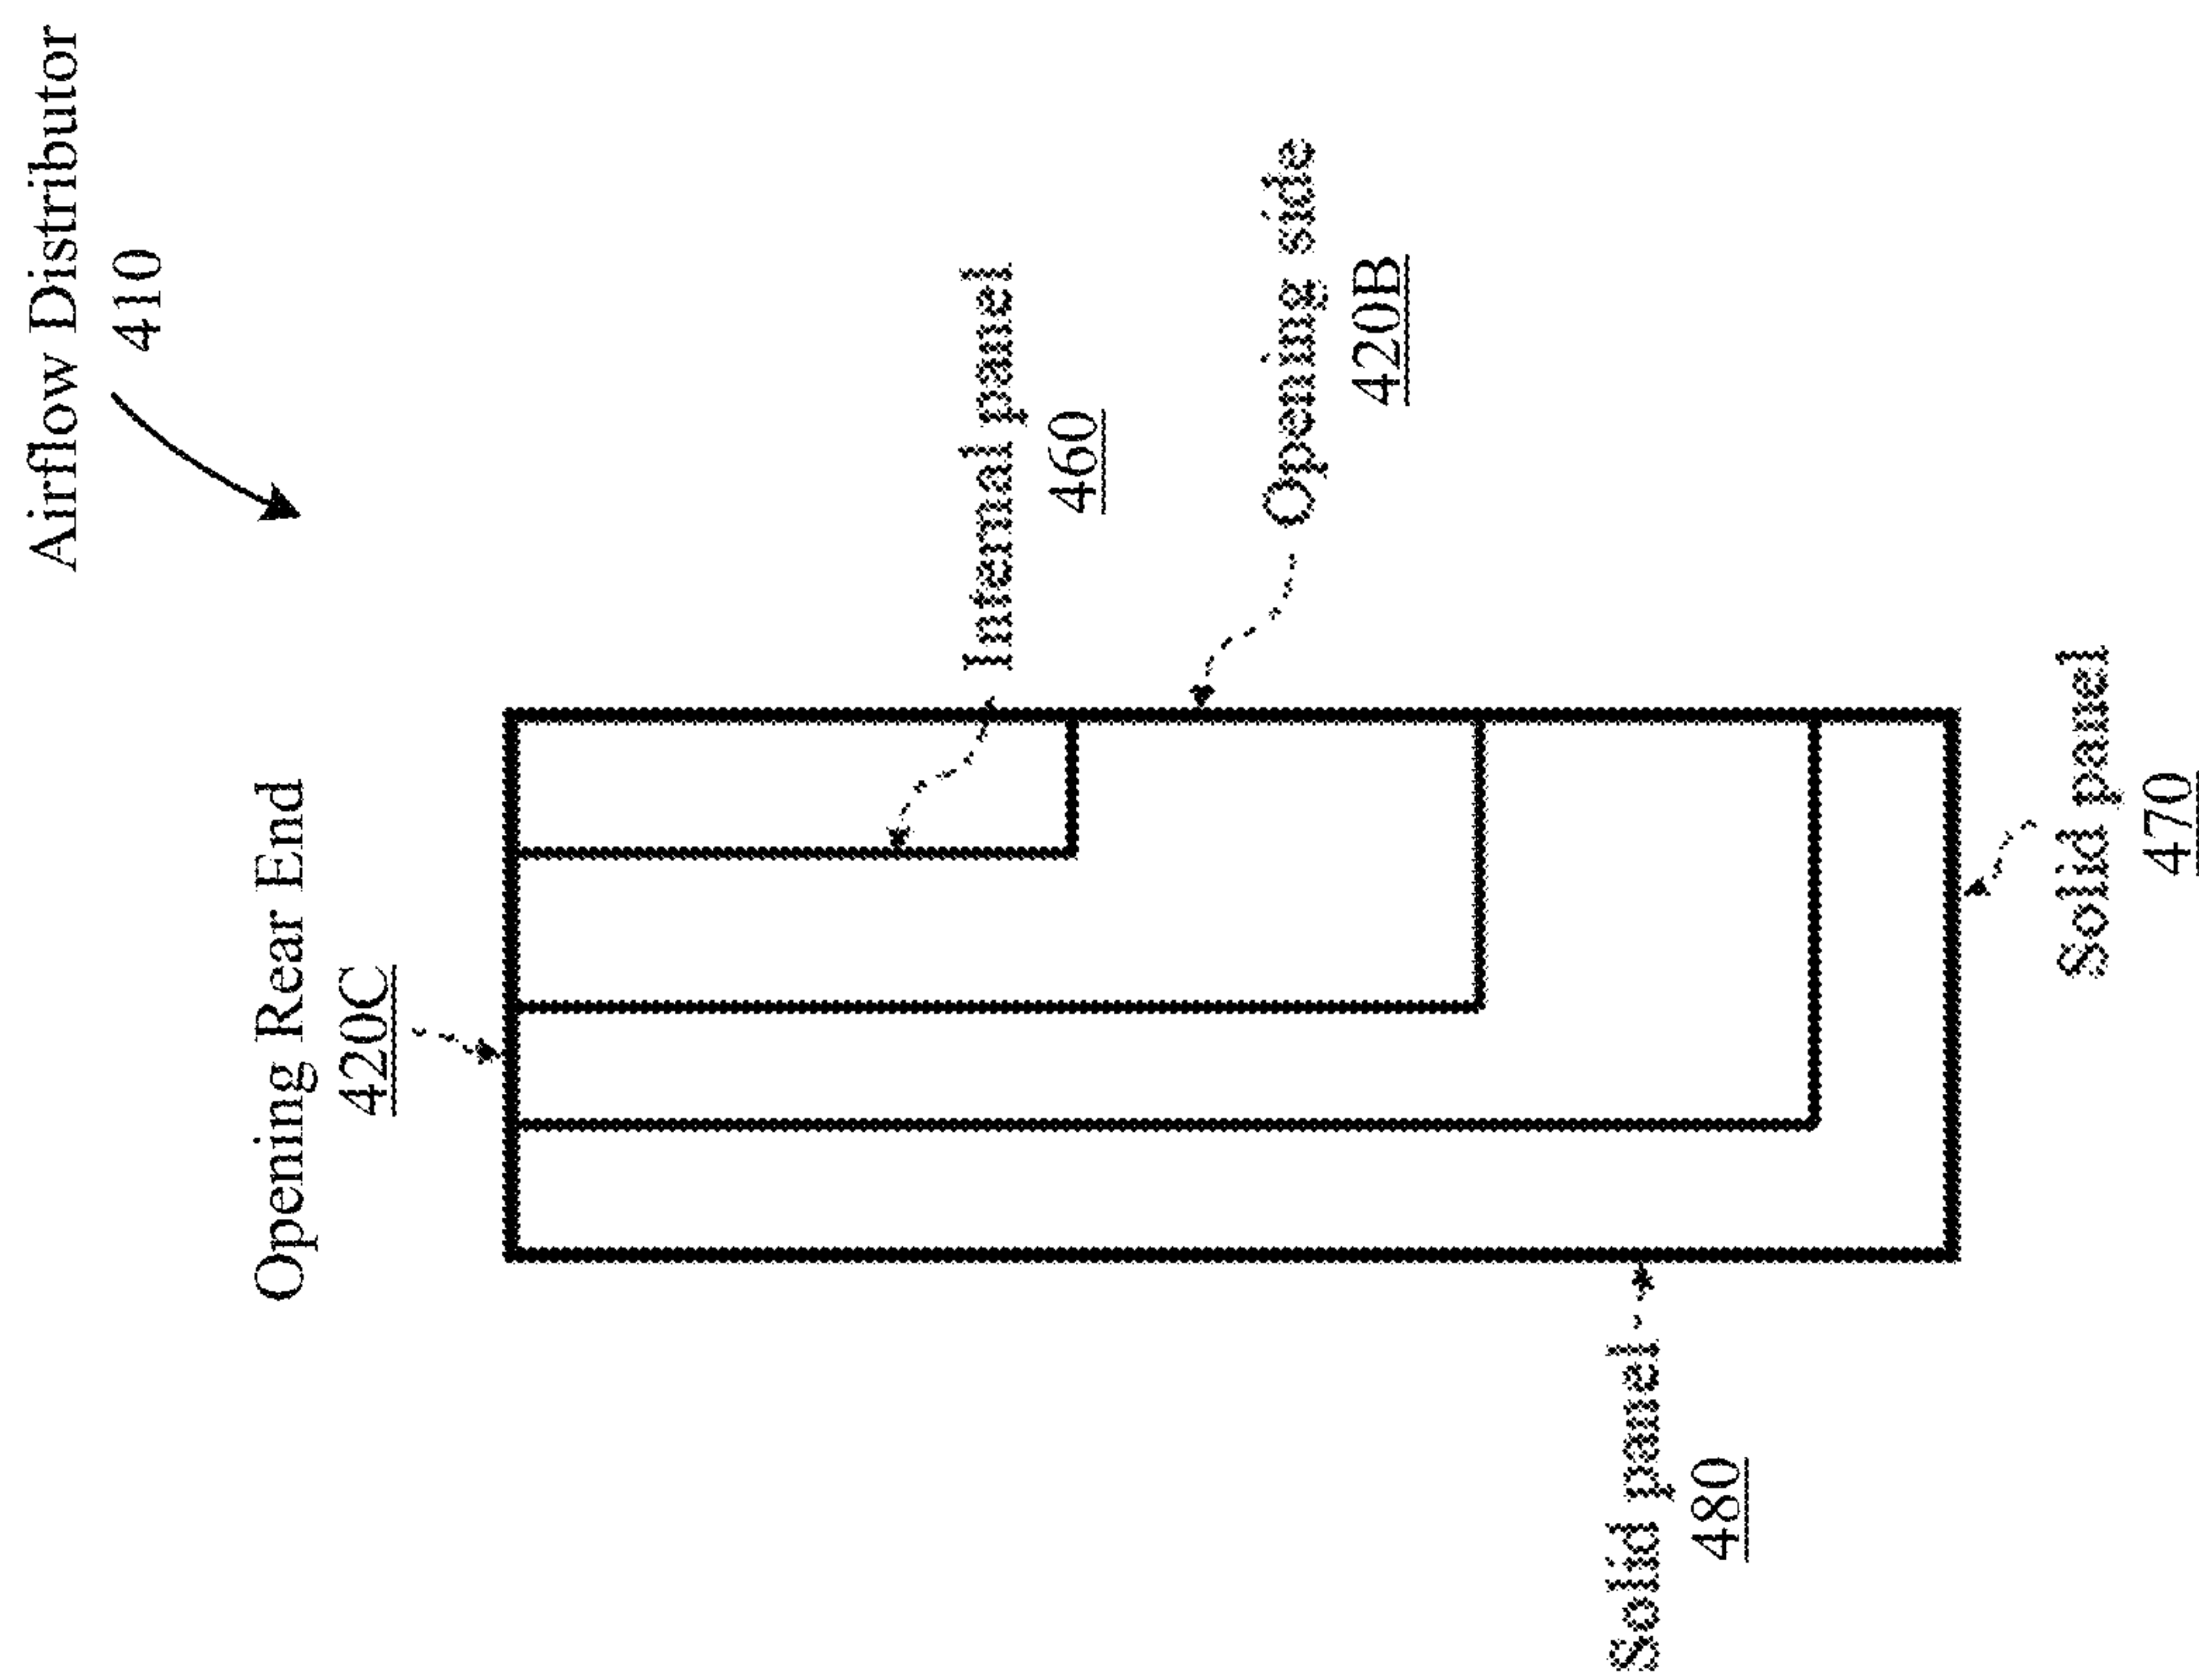 Airflow Distributor
410
Opening Rear End
420C
Internal panel
460
Opening side
420B
Solid panel
480
Solid panel
470